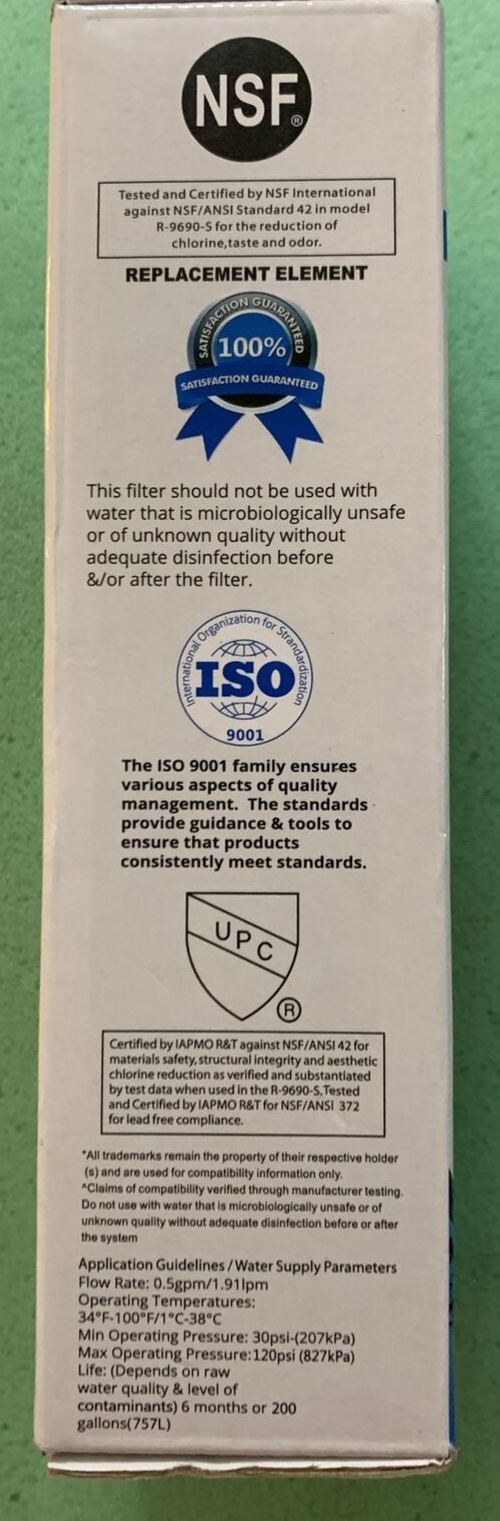 NSF®
Tested and Certified by NSF International
against NSF/ANSI Standard 42 in model
R-9690-S for the reduction of
chlorine,taste and odor.
REPLACEMENT ELEMENT
SATISFACTION GUARANTEED
100%
SATISFACTION GUARANTEED
This filter should not be used with
water that is microbiologically unsafe
or of unknown quality without
adequate disinfection before
&/or after the filter.
International Organization for Strandardization
ISO
9001
The ISO 9001 family ensures
various aspects of quality
management. The standards
provide guidance & tools to
ensure that products
consistently meet standards.
UPC
®
Certified by IAPMO R&T against NSF/ANSI 42 for
materials safety, structural integrity and aesthetic
chlorine reduction as verified and substantiated
by test data when used in the R-9690-S.Tested
and Certified by IAPMO R&T for NSF/ANSI 372
for lead free compliance.
*All trademarks remain the property of their respective holder
(s) and are used for compatibility information only.
^Claims of compatibility verified through manufacturer testing.
Do not use with water that is microbiologically unsafe or of
unknown quality without adequate disinfection before or after
the system
Application Guidelines / Water Supply Parameters
Flow Rate: 0.5gpm/1.91lpm
Operating Temperatures:
34°F-100°F/1°C-38°C
Min Operating Pressure: 30psi-(207kPa)
Max Operating Pressure:120psi (827kPa)
Life: (Depends on raw
water quality & level of
contaminants) 6 months or 200
gallons(757L)